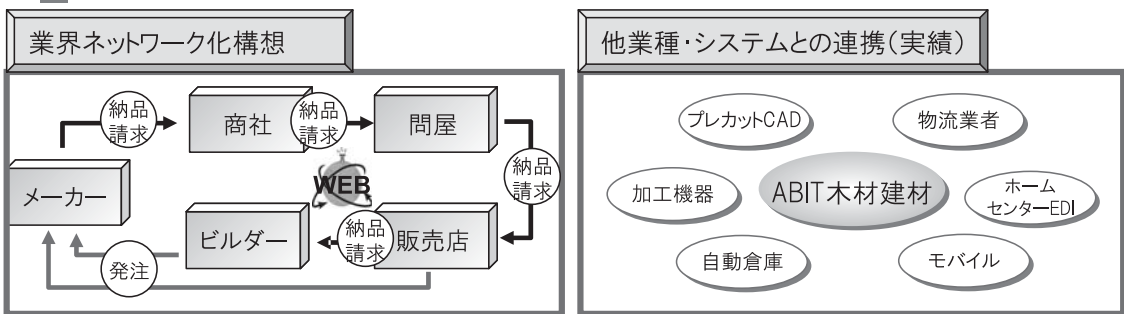 業界ネットワーク化構想
納品
請求
商社
納品
請求
問屋
納品
請求
メーカー
WEB
ビルダー
納品
請求
販売店
発注
他業種・システムとの連携(実績)
プレカットCAD
物流業者
加工機器
ABIT木材建材
ホーム
センターEDI
自動倉庫
モバイル